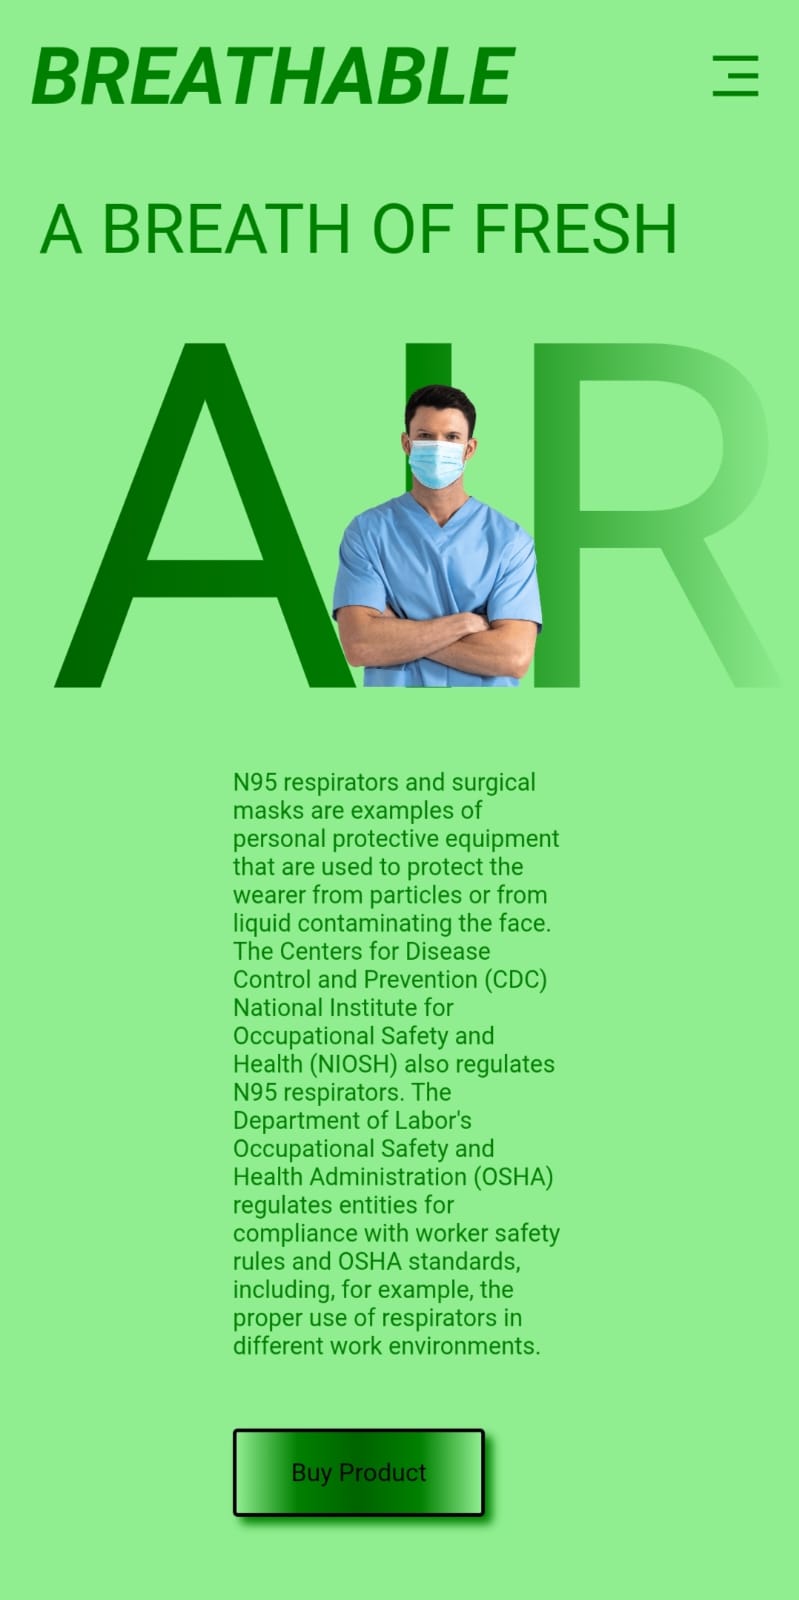 BREATHABLE
A BREATH OF FRESH
AIR
N95 respirators and surgical
masks are examples of
personal protective equipment
that are used to protect the
wearer from particles or from
liquid contaminating the face.
The Centers for Disease
Control and Prevention (CDC)
National Institute for
Occupational Safety and
Health (NIOSH) also regulates
N95 respirators. The
Department of Labor's
Occupational Safety and
Health Administration (OSHA)
regulates entities for
compliance with worker safety
rules and OSHA standards,
including, for example, the
proper use of respirators in
different work environments.
Buy Product